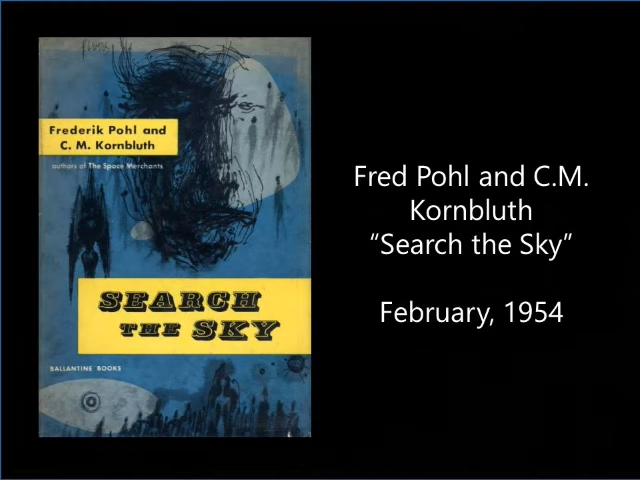 Frederik Pohl and
C. M. Kornbluth
authors of The Space Merchants
SEARCH
THE SKY
BALLANTINE BOOKS
Fred Pohl and C.M.
Kornbluth
“Search the Sky”
February, 1954